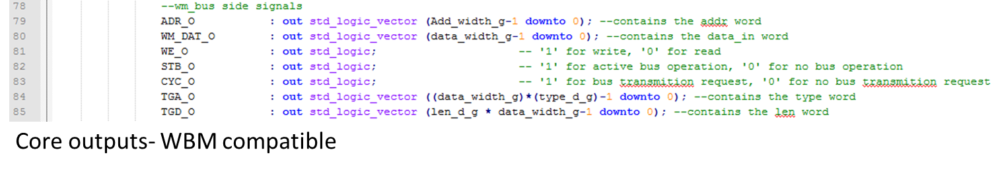 78 --wm_bus side signals
79 ADR_O : out std_logic_vector (Add_width_g-1 downto 0); --contains the addr word
80 WM_DAT_O : out std_logic_vector (data_width_g-1 downto 0); --contains the data_in word
81 WE_O : out std_logic; -- '1' for write, '0' for read
82 STB_O : out std_logic; -- '1' for active bus operation, '0' for no bus operation
83 CYC_O : out std_logic; -- '1' for bus transmition request, '0' for no bus transmition request
84 TGA_O : out std_logic_vector ((data_width_g)*(type_d_g)-1 downto 0); --contains the type word
85 TGD_O : out std_logic_vector (len_d_g * data_width_g-1 downto 0); --contains the len word
Core outputs- WBM compatible